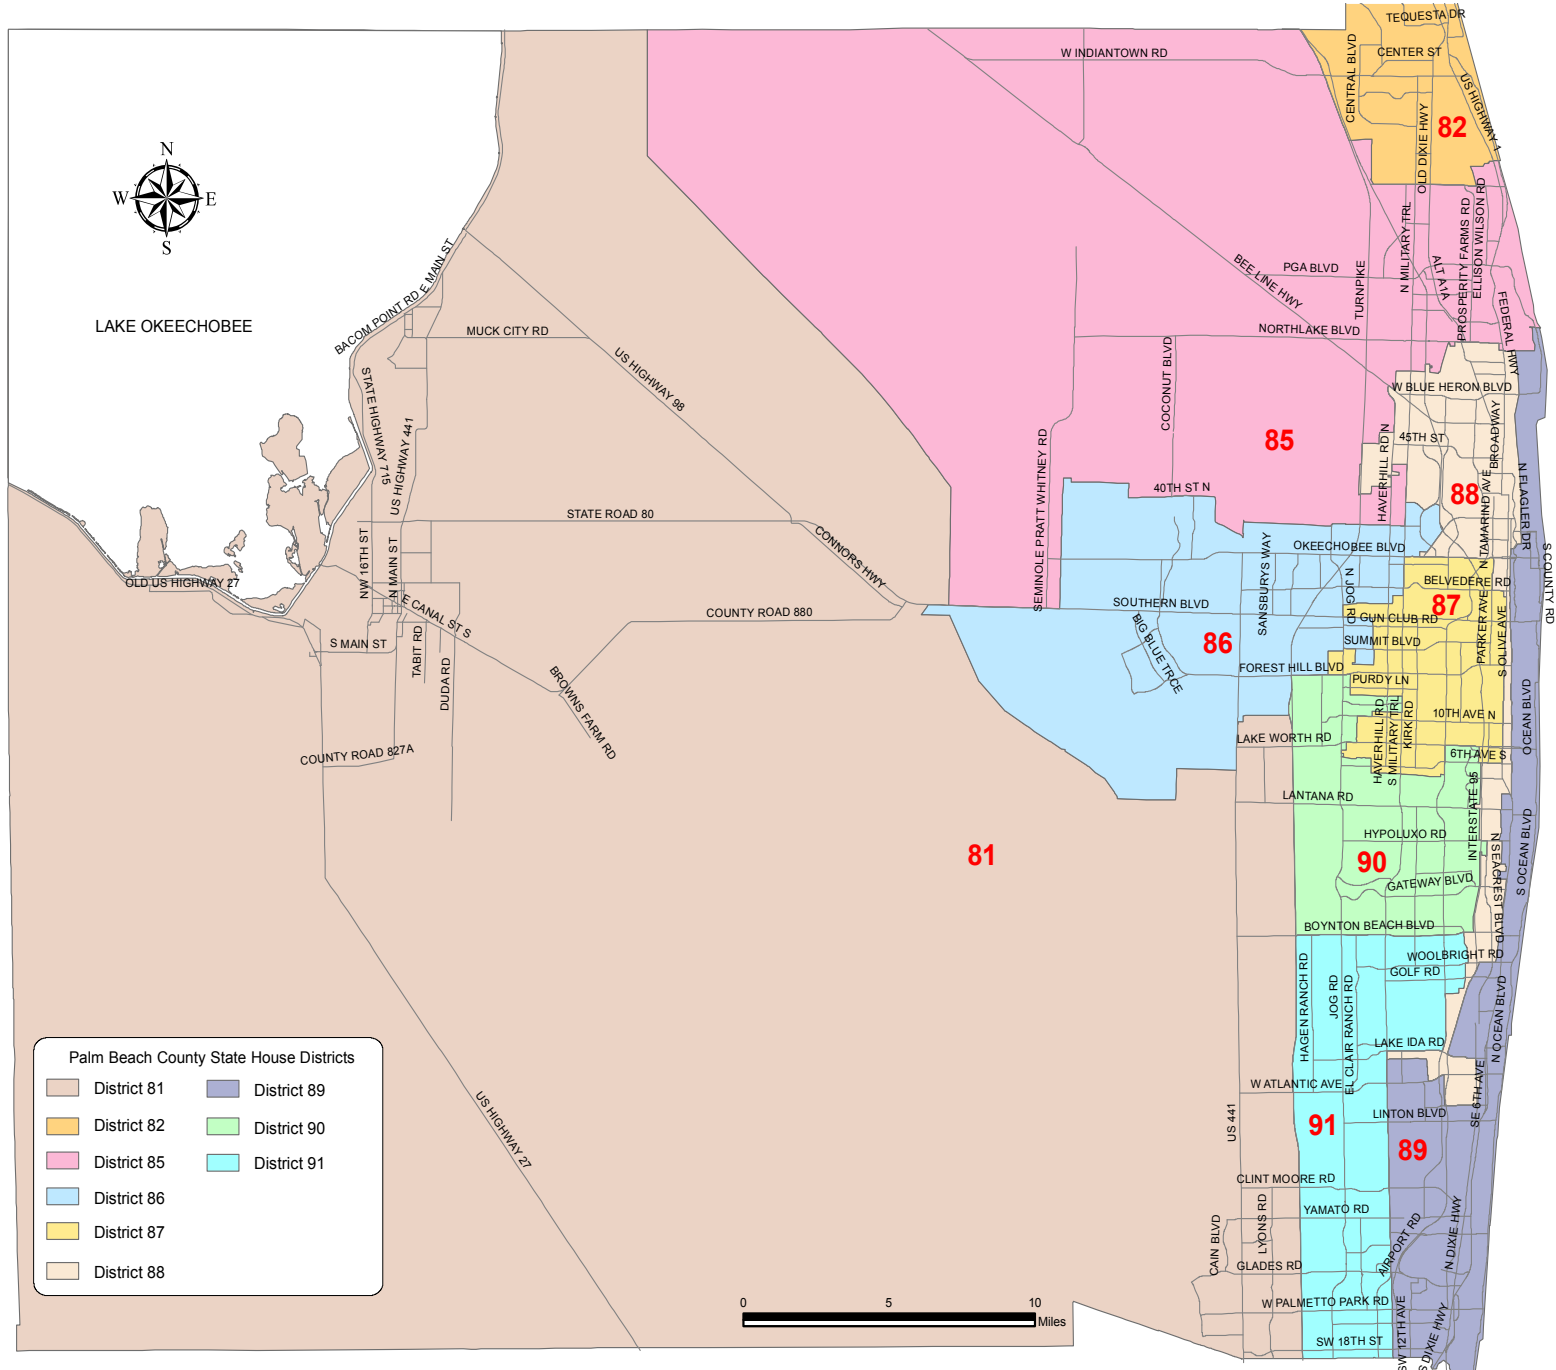 TEQUESTA DR
CENTER ST
W INDIANTOWN RD
CENTRAL BLVD
US HIGHWAY 1
OLD DIXIE HWY
82
N
W
E
S
LAKE OKEECHOBEE
BACOM POINT RD
E MAIN ST
MUCK CITY RD
US HIGHWAY 98
STATE HIGHWAY 715
US HIGHWAY 441
BEE LINE HWY
PGA BLVD
TURNPIKE
N MILITARY TRL
ALT A1A
PROSPERITY FARMS RD
ELLISON WILSON RD
FEDERAL HWY
NORTHLAKE BLVD
COCONUT BLVD
SEMINOLE PRATT WHITNEY RD
85
W BLUE HERON BLVD
45TH ST
HAVERHILL RD N
BROADWAY
88
N TAMARIND AVE
N FLAGLER DR
S COUNTY RD
40TH ST N
STATE ROAD 80
CONNORS HWY
OLD US HIGHWAY 27
NW 16TH ST
N MAIN ST
E CANAL ST S
S MAIN ST
TABIT RD
DUDA RD
COUNTY ROAD 880
BROWNS FARM RD
COUNTY ROAD 827A
OKEECHOBEE BLVD
SANSBURYS WAY
N JOG RD
BELVEDERE RD
SOUTHERN BLVD
87
GUN CLUB RD
SUMMIT BLVD
PARKER AVE
S OLIVE AVE
86
BIG BLUE TRCE
FOREST HILL BLVD
PURDY LN
10TH AVE N
HAVERHILL RD
S MILITARY TRL
KIRK RD
OCEAN BLVD
LAKE WORTH RD
6TH AVE S
INTERSTATE 95
LANTANA RD
HYPOLUXO RD
81
90
GATEWAY BLVD
N SEACREST BLVD
S OCEAN BLVD
BOYNTON BEACH BLVD
WOOLBRIGHT RD
GOLF RD
HAGEN RANCH RD
JOG RD
EL CLAIR RANCH RD
N OCEAN BLVD
LAKE IDA RD
W ATLANTIC AVE
LINTON BLVD
SE 6TH AVE
US 441
91
89
CLINT MOORE RD
YAMATO RD
LYONS RD
CAIN BLVD
GLADES RD
AIRPORT RD
N DIXIE HWY
W PALMETTO PARK RD
SW 18TH ST
SW 12TH AVE
S DIXIE HWY
US HIGHWAY 27
Palm Beach County State House Districts
District 81
District 82
District 85
District 86
District 87
District 88
District 89
District 90
District 91
0 5 10
Miles